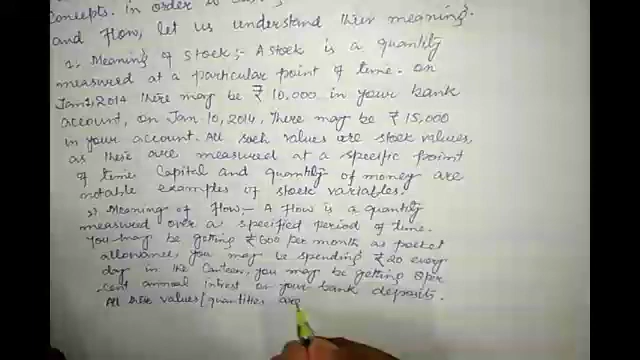 concepts. In order to
and flow, let us understand their meaning.
1. Meaning of Stock:- A stock is a quantity
measured at a particular point of time. On
Jan 1, 2014 there may be ₹ 10,000 in your bank
account, on Jan 10, 2014, there may be ₹ 15,000
in your account. All such values are stock values,
as these are measured at a specific point
of time. Capital and quantity of money are
notable examples of stock variables.
2) Meaning of flow:- A flow is a quantity
measured over a specified period of time.
You may be getting ₹600 per month as pocket
allowance, you may be spending ₹20 every
day in the canteen, you may be getting 9 per
-cent annual intrest on your bank deposits.
All these values/quantities are